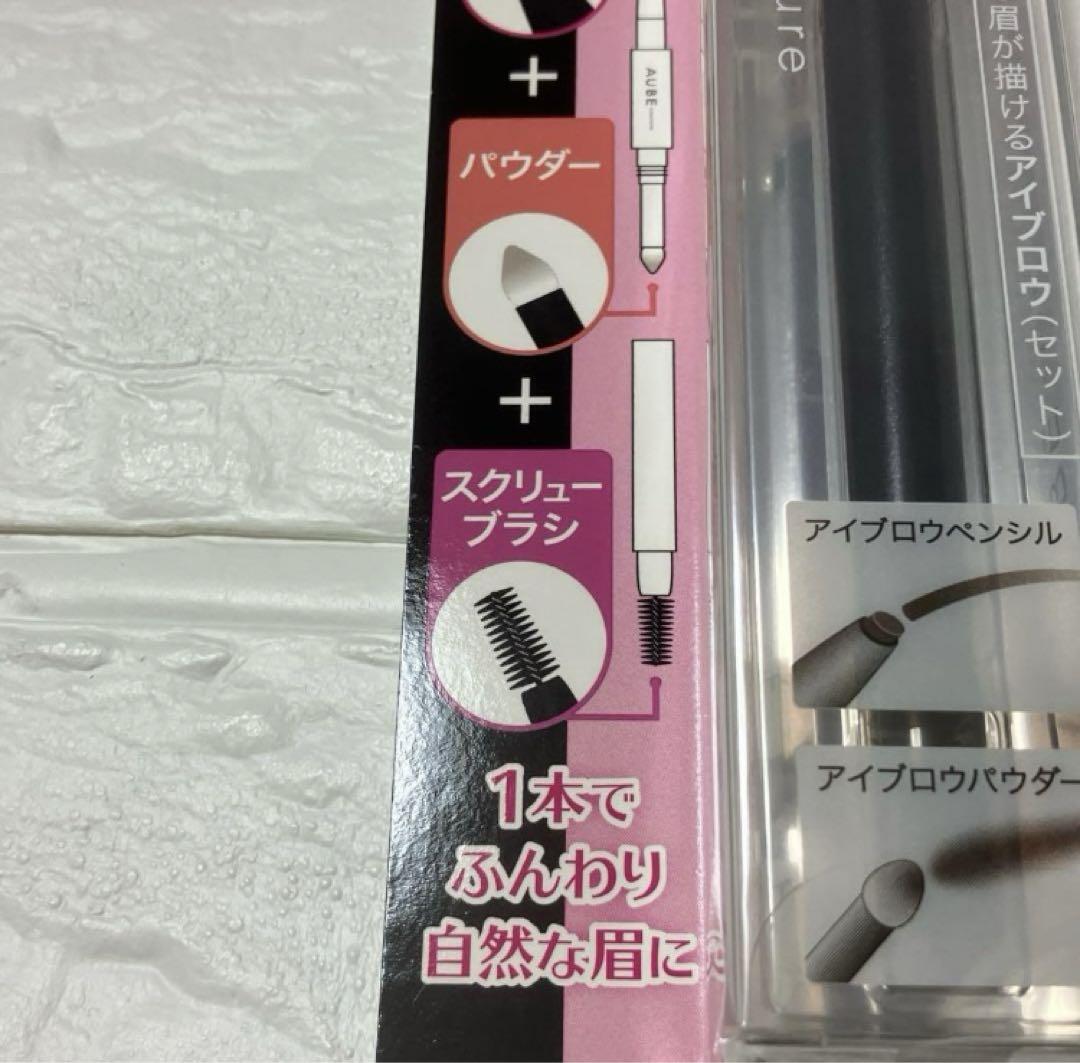 +
AUBE
パウダー
+
スクリュー
ブラシ
1本で
ふんわり
自然な眉に
ure
眉が描けるアイブロウ(セット)
アイブロウペンシル
アイブロウパウダー